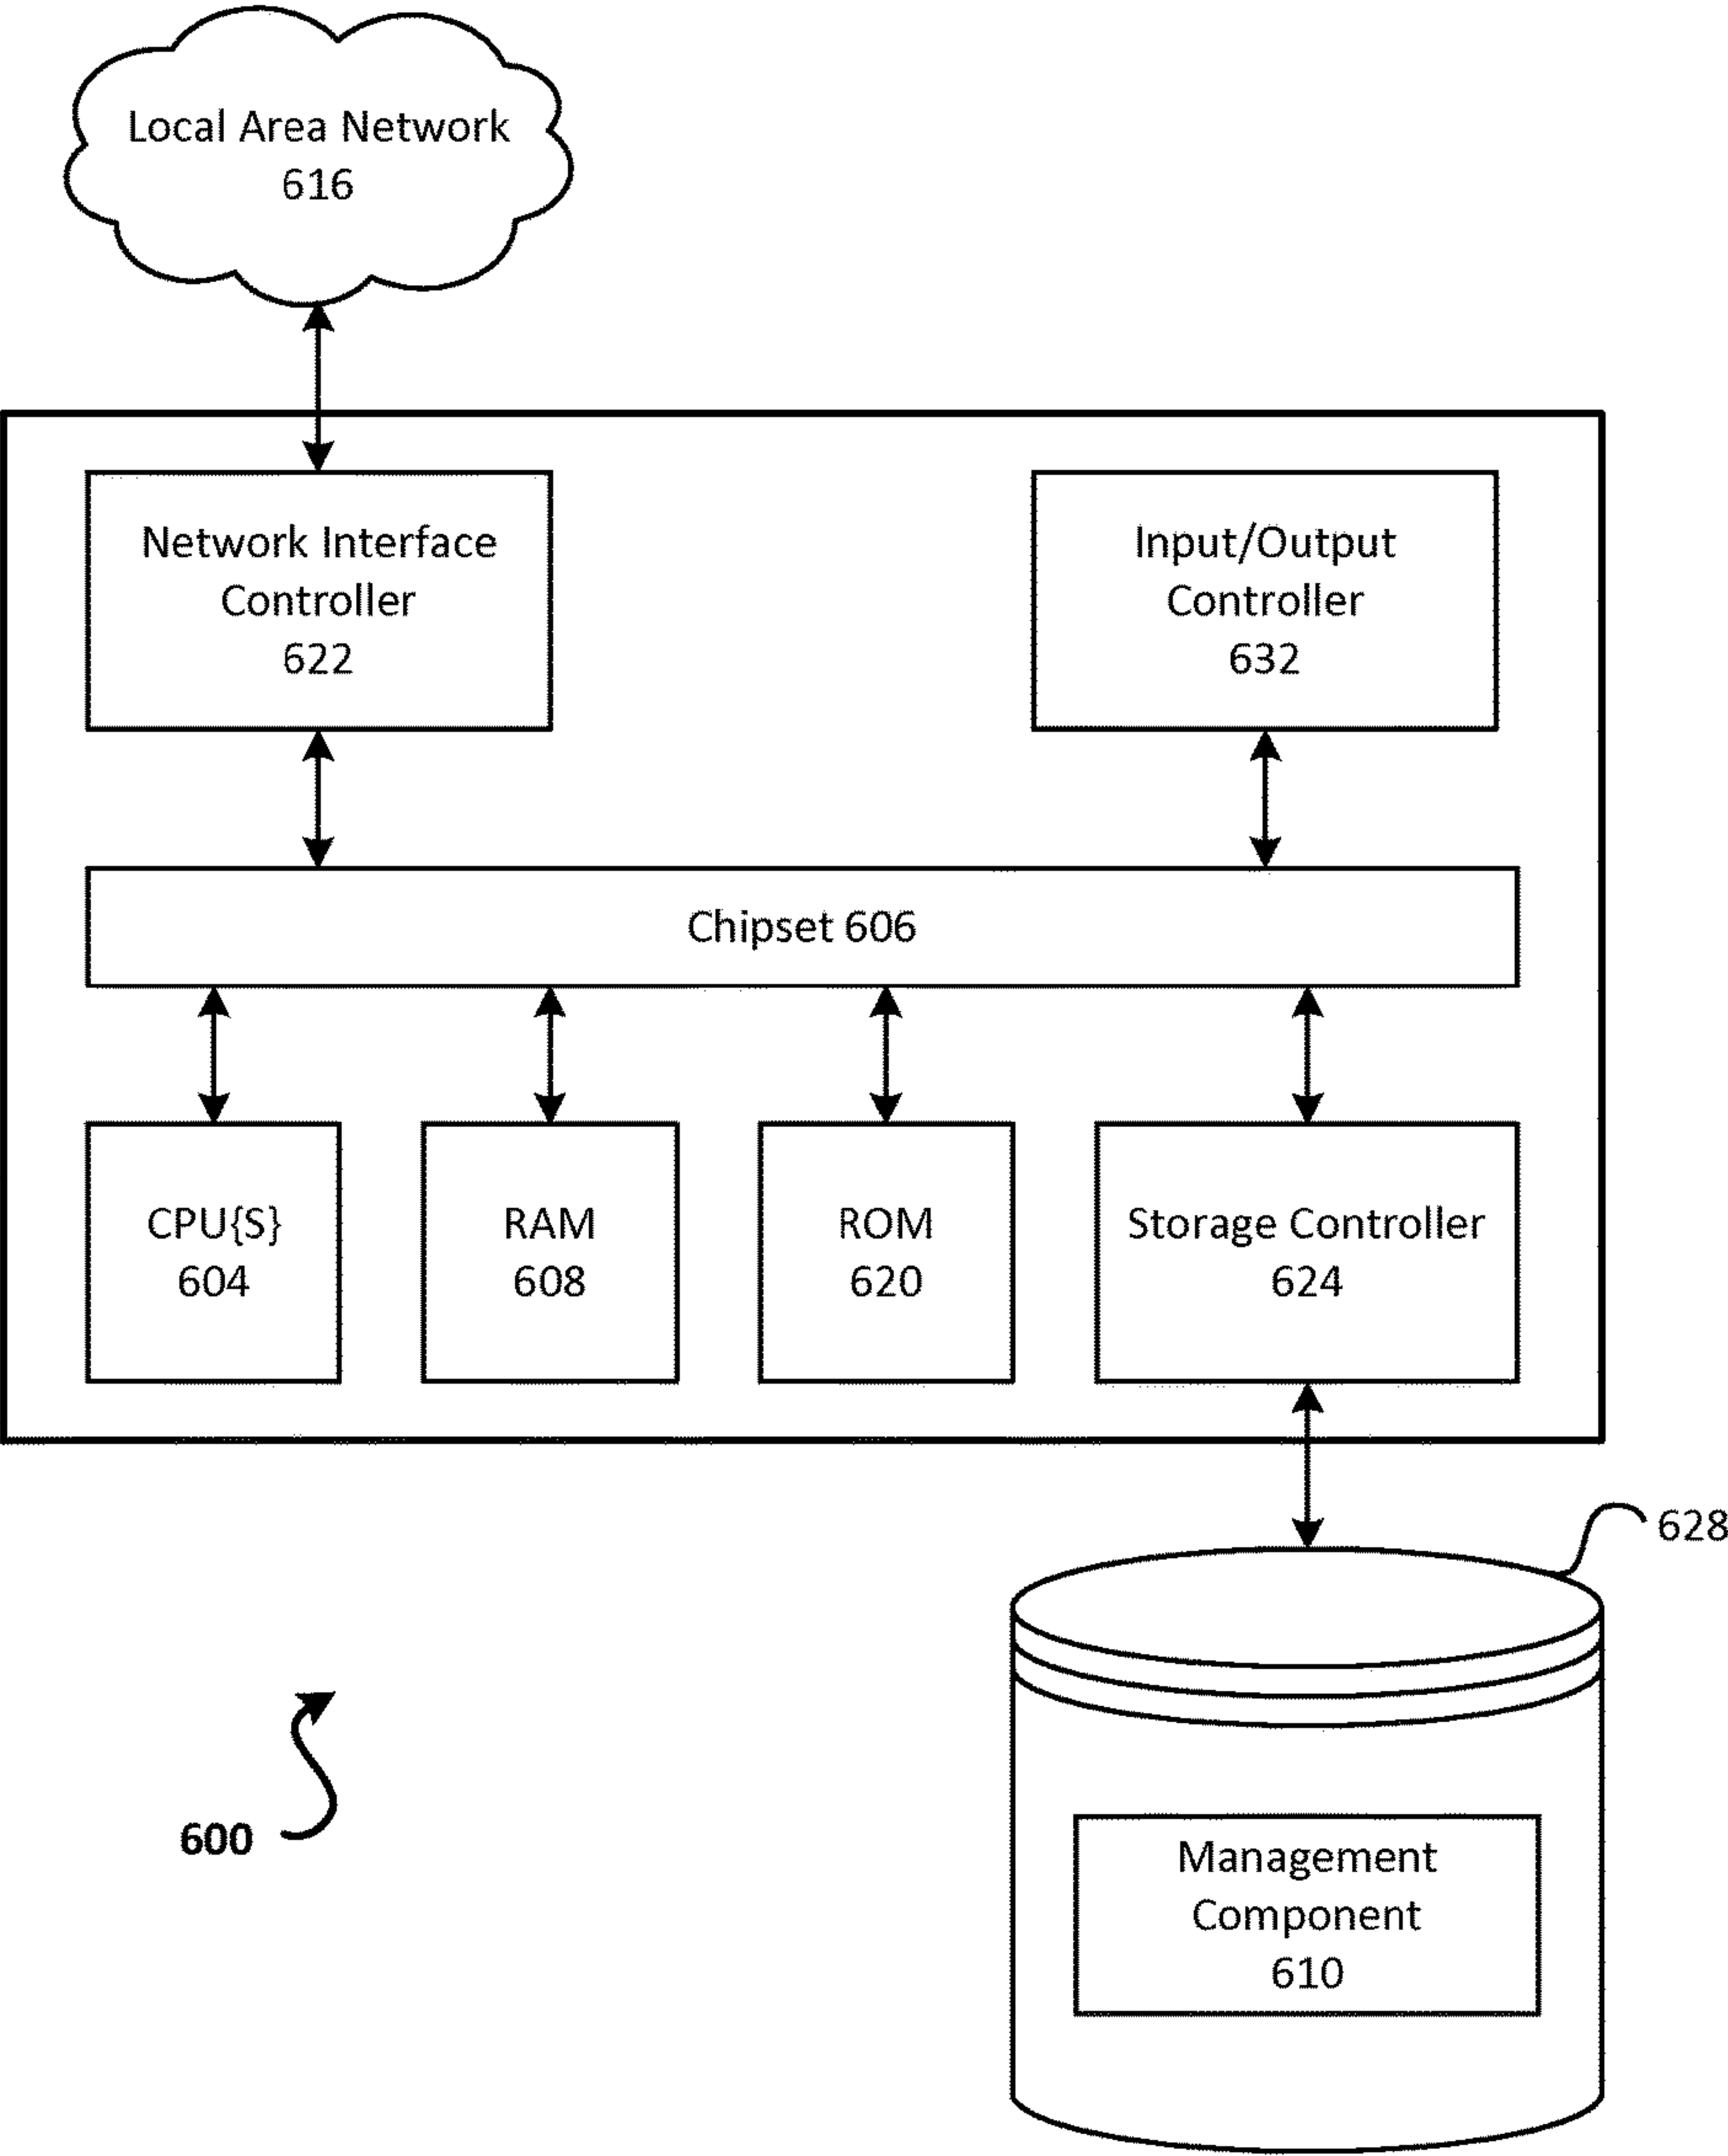 Local Area Network
616
Network Interface
Controller
622
Input/Output
Controller
632
Chipset 606
CPU{S}
604
RAM
608
ROM
620
Storage Controller
624
628
600
Management
Component
610